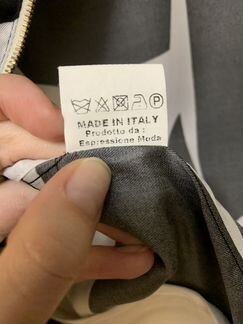 P
MADE IN ITALY
Prodotto da :
Espressione Moda